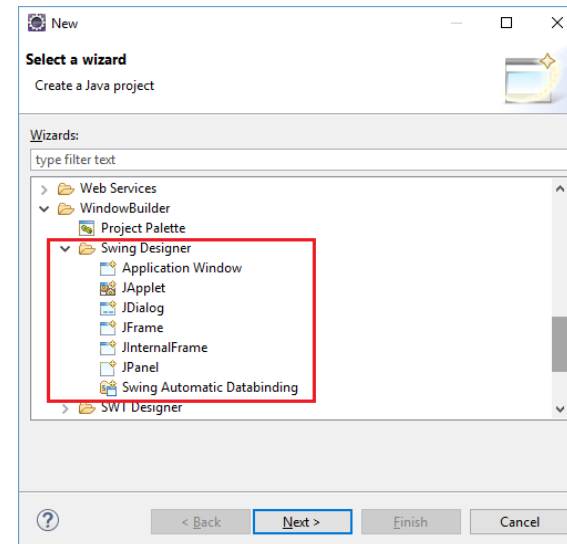 New
Select a wizard
Create a Java project
Wizards:
type filter text
Web Services
WindowBuilder
Project Palette
Swing Designer
Application Window
JApplet
JDialog
JFrame
JInternalFrame
JPanel
Swing Automatic Databinding
SWT Designer
?
< Back Next > Finish Cancel